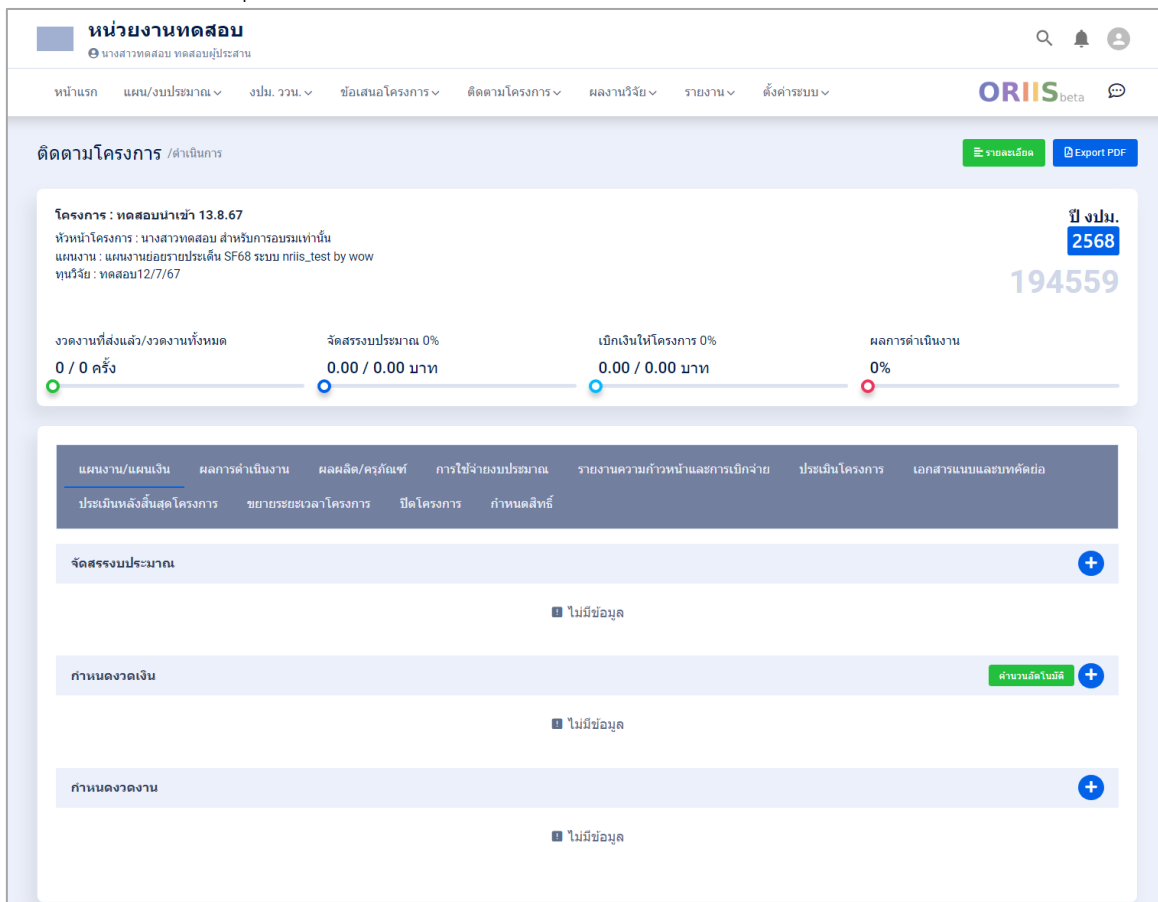 หน่วยงานทดสอบ
นางสาวทดสอบ ทดสอบผู้ประสาน
หน้าแรก แผน/งบประมาณ งปม. ววน. ข้อเสนอโครงการ ติดตามโครงการ ผลงานวิจัย รายงาน ตั้งค่าระบบ ORIIS beta
ติดตามโครงการ /ดำเนินการ รายละเอียด Export PDF
โครงการ : ทดสอบนำเข้า 13.8.67 ปี งปม.
หัวหน้าโครงการ : นางสาวทดสอบ สำหรับการอบรมเท่านั้น 2568
แผนงาน : แผนงานย่อยรายประเด็น SF68 ระบบ nriis_test by wow
ทุนวิจัย : ทดสอบ12/7/67 194559
งวดงานที่ส่งแล้ว/งวดงานทั้งหมด จัดสรรงบประมาณ 0% เบิกเงินให้โครงการ 0% ผลการดำเนินงาน
0 / 0 ครั้ง 0.00 / 0.00 บาท 0.00 / 0.00 บาท 0%
แผนงาน/แผนเงิน ผลการดำเนินงาน ผลผลิต/ครุภัณฑ์ การใช้จ่ายงบประมาณ รายงานความก้าวหน้าและการเบิกจ่าย ประเมินโครงการ เอกสารแนบและบทคัดย่อ
ประเมินหลังสิ้นสุดโครงการ ขยายระยะเวลาโครงการ ปิดโครงการ กำหนดสิทธิ์
จัดสรรงบประมาณ
ไม่มีข้อมูล
กำหนดงวดเงิน คำนวนอัตโนมัติ
ไม่มีข้อมูล
กำหนดงวดงาน
ไม่มีข้อมูล